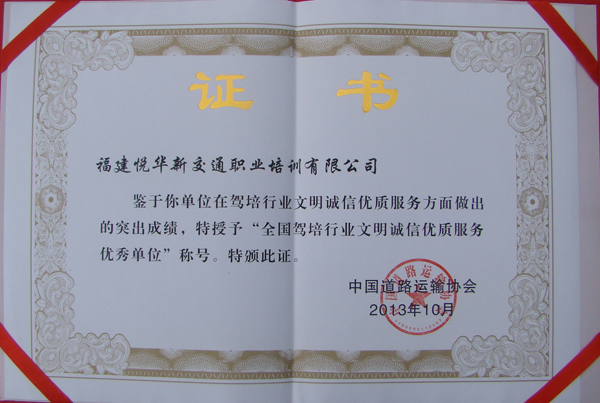 证 书
福建悦华新交通职业培训有限公司
鉴于你单位在驾培行业文明诚信优质服务方面做出
的突出成绩，特授予“全国驾培行业文明诚信优质服务
优秀单位”称号。特颁此证。
中国道路运输协会
2013年10月